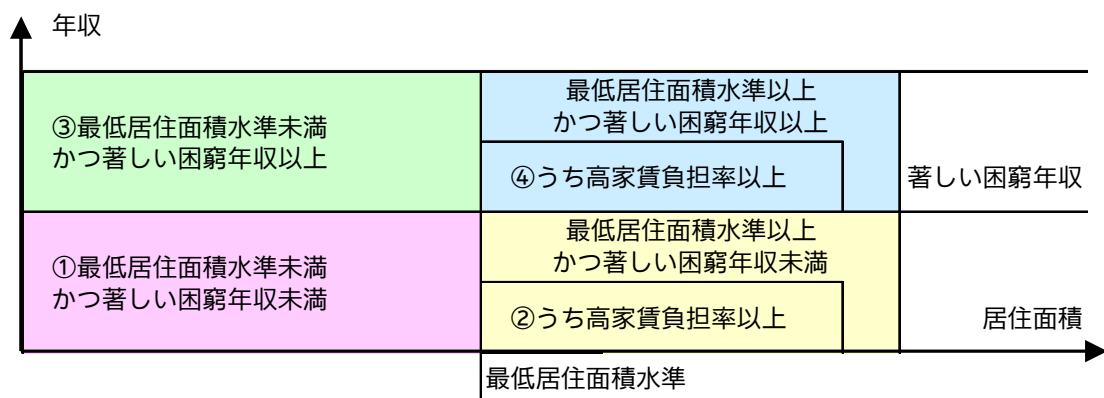 年収
③最低居住面積水準未満
かつ著しい困窮年収以上
最低居住面積水準以上
かつ著しい困窮年収以上
④うち高家賃負担率以上
著しい困窮年収
①最低居住面積水準未満
かつ著しい困窮年収未満
最低居住面積水準以上
かつ著しい困窮年収未満
②うち高家賃負担率以上
居住面積
最低居住面積水準